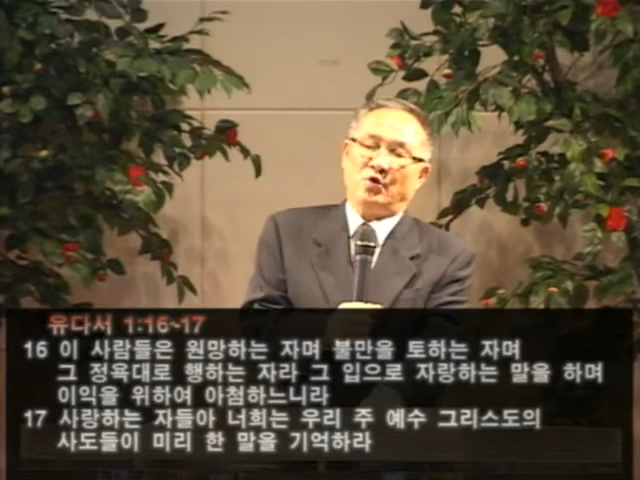 유다서 1:16~17
16 이 사람들은 원망하는 자며 불만을 토하는 자며
그 정욕대로 행하는 자라 그 입으로 자랑하는 말을 하며
이익을 위하여 아첨하느니라
17 사랑하는 자들아 너희는 우리 주 예수 그리스도의
사도들이 미리 한 말을 기억하라